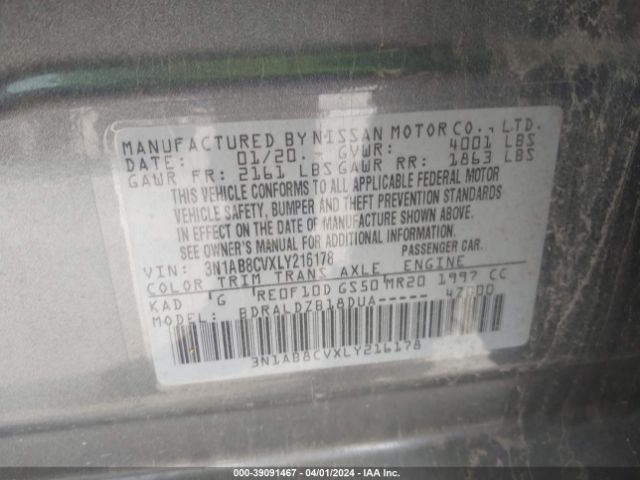 MANUFACTURED BY NISSAN MOTOR CO., LTD.
DATE: 01/20. GVWR: 4001 LBS
GAWR FR: 2161 LBS GAWR RR: 1863 LBS
THIS VEHICLE CONFORMS TO ALL APPLICABLE FEDERAL MOTOR
VEHICLE SAFETY, BUMPER AND THEFT PREVENTION STANDARDS
IN EFFECT ON THE DATE OF MANUFACTURE SHOWN ABOVE.
SEE OWNER'S MANUAL FOR ADDITIONAL INFORMATION.
VIN: 3N1AB8CVXLY216178 PASSENGER CAR.
COLOR TRIM TRANS AXLE, ENGINE
KAD G RE0F10D GS50 MR20 1997 CC
MODEL: BDRALDZB18DUA-----
3N1AB8CVXLY216178
000-39091467 - 04/01/2024 - IAA Inc.